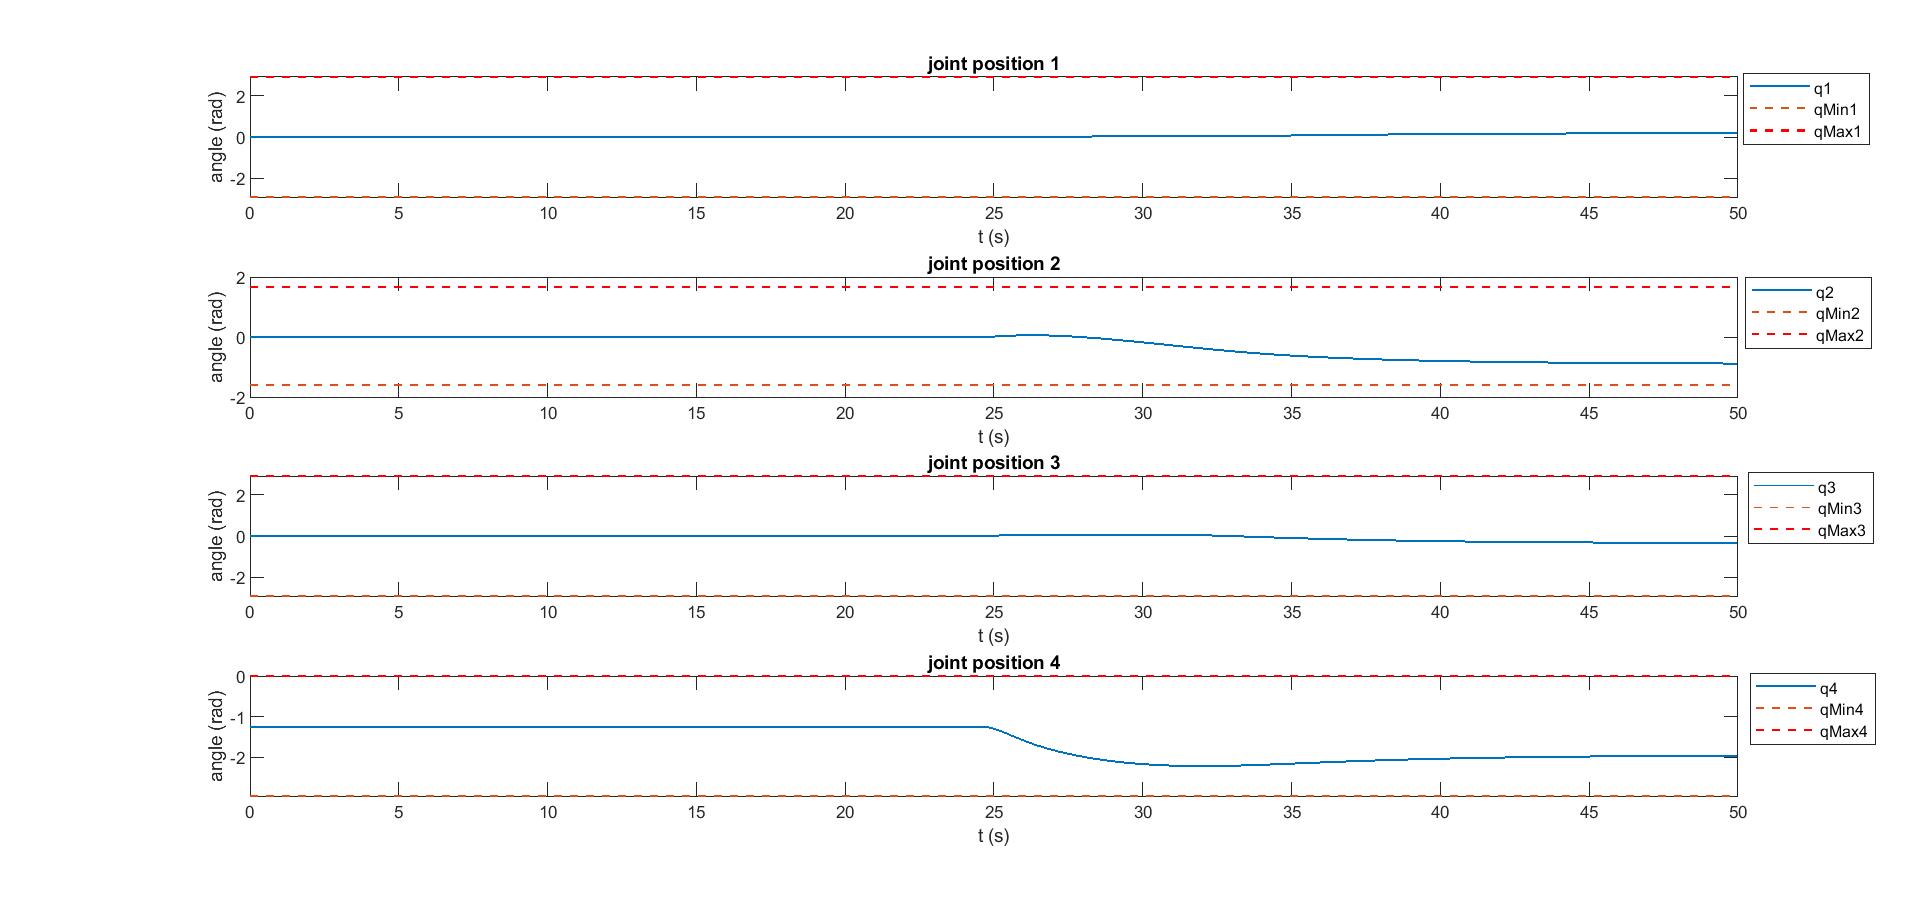 joint position 1
angle (rad)
2
0
-2
0 5 10 15 20 25 30 35 40 45 50
t (s)
q1
qMin1
qMax1
joint position 2
angle (rad)
2
0
-2
0 5 10 15 20 25 30 35 40 45 50
t (s)
q2
qMin2
qMax2
joint position 3
angle (rad)
2
0
-2
0 5 10 15 20 25 30 35 40 45 50
t (s)
q3
qMin3
qMax3
joint position 4
angle (rad)
0
-1
-2
0 5 10 15 20 25 30 35 40 45 50
t (s)
q4
qMin4
qMax4